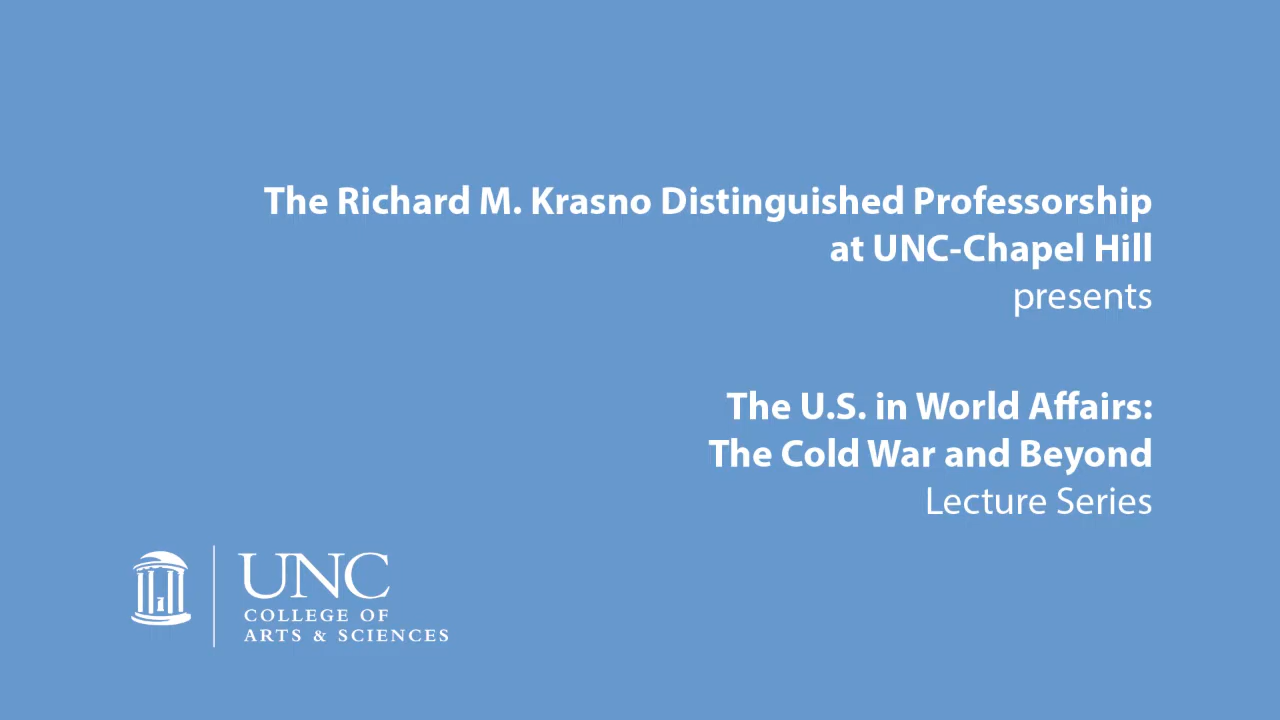 The Richard M. Krasno Distinguished Professorship
at UNC-Chapel Hill
presents
The U.S. in World Affairs:
The Cold War and Beyond
Lecture Series
UNC
COLLEGE OF
ARTS & SCIENCES